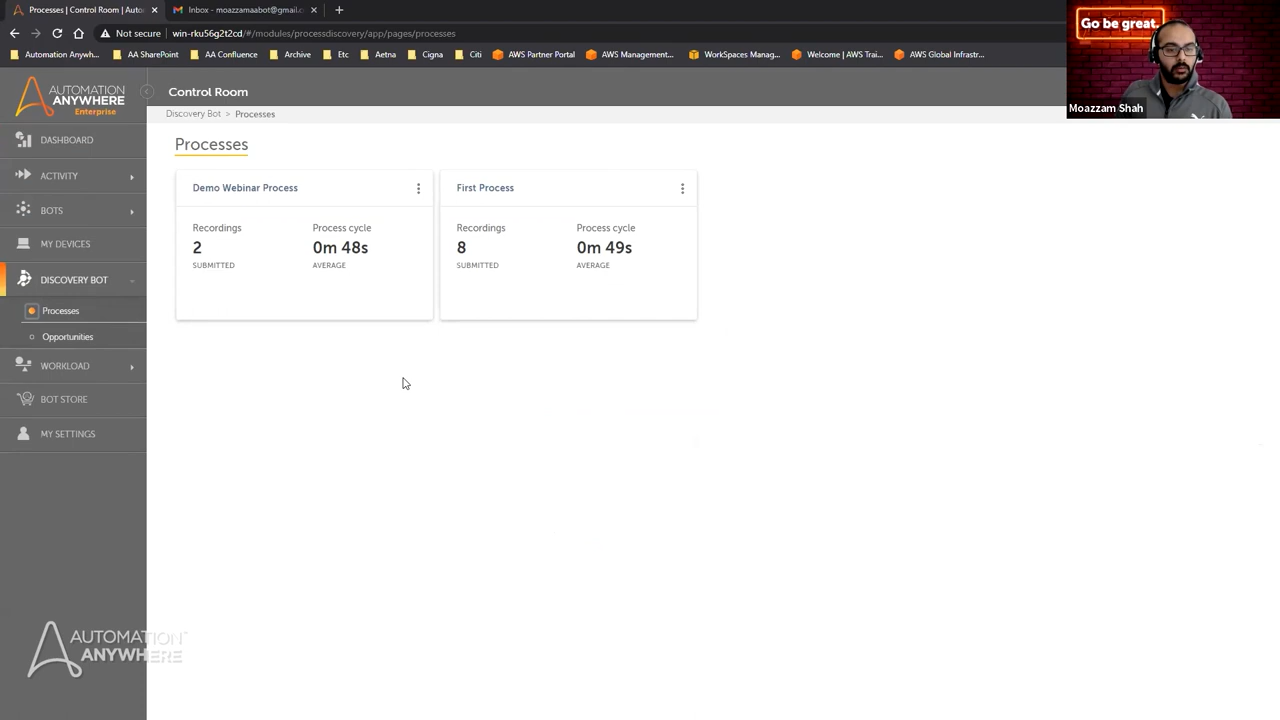 Processes | Control Room | Auto
Inbox - moazzamaabot@gmail.c
Not secure
win-rku56g2t2cd/#/modules/processdiscovery/app/pages/processes
Automation Anywh...
AA SharePoint
AA Confluence
Archive
Etc
Aetna
Cigna
Citi
AWS Partner Portal
AWS Management...
WorkSpaces Manag...
Welcome | AWS Trai...
AWS Global Infrastr...
Go be great.
Moazzam Shah
AUTOMATION
ANYWHERE
Enterprise
Control Room
Discovery Bot > Processes
DASHBOARD
ACTIVITY
BOTS
MY DEVICES
DISCOVERY BOT
Processes
Opportunities
WORKLOAD
BOT STORE
MY SETTINGS
Processes
Demo Webinar Process
Recordings
Process cycle
2
0m 48s
SUBMITTED
AVERAGE
First Process
Recordings
Process cycle
8
0m 49s
SUBMITTED
AVERAGE
AUTOMATION
ANYWHERE